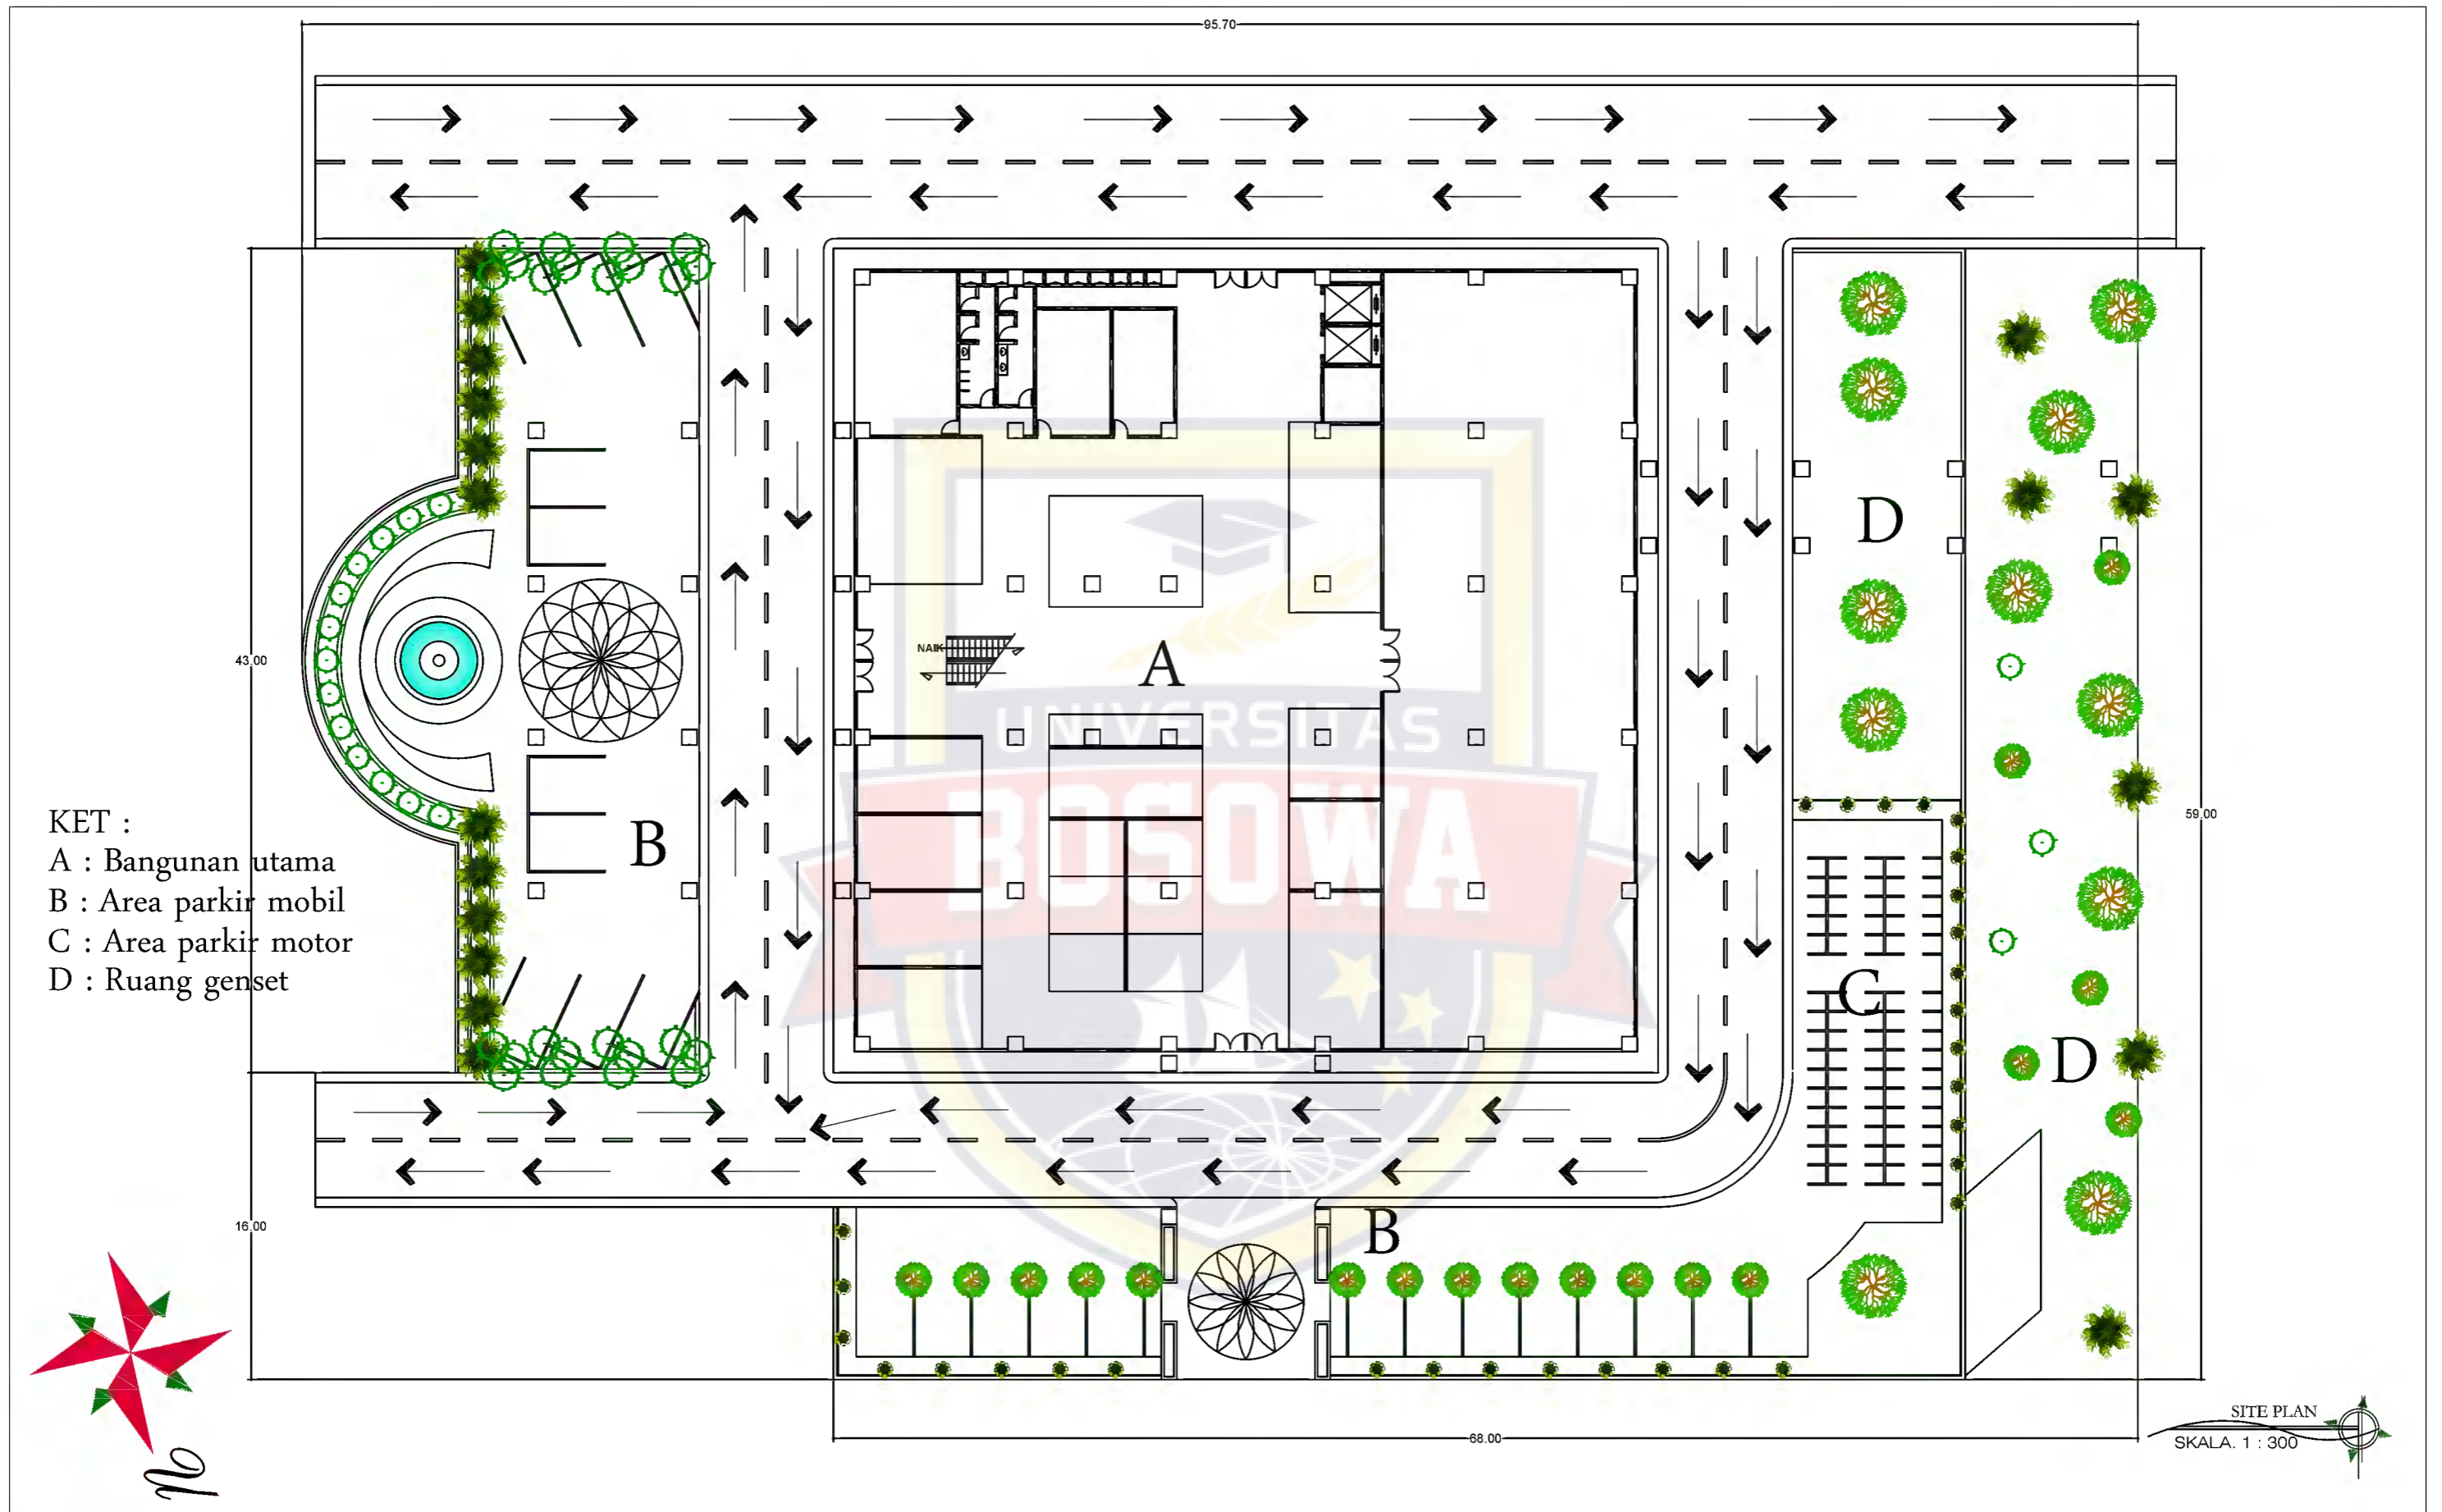 95.70
NAIK
D
A
UNIVERSITAS
43.00
BOSOWA
B
59.00
KET :
A : Bangunan utama
B : Area parkir mobil
C : Area parkir motor
D : Ruang genset
C
D
16.00
B
SITE PLAN
68.00
SKALA. 1 : 300